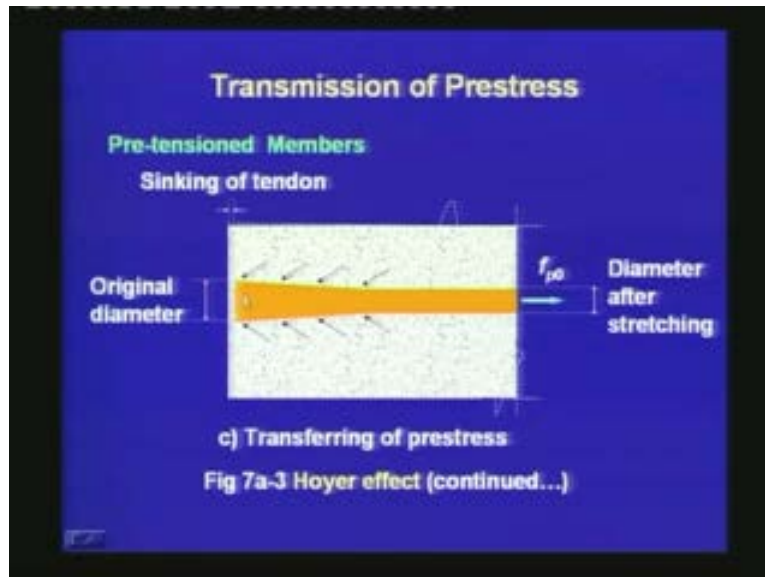 Transmission of Prestress
Pre-tensioned Members
Sinking of tendon
Original
diameter
fp0
Diameter
after
stretching
c) Transferring of prestress
Fig 7a-3 Hoyer effect (continued…)